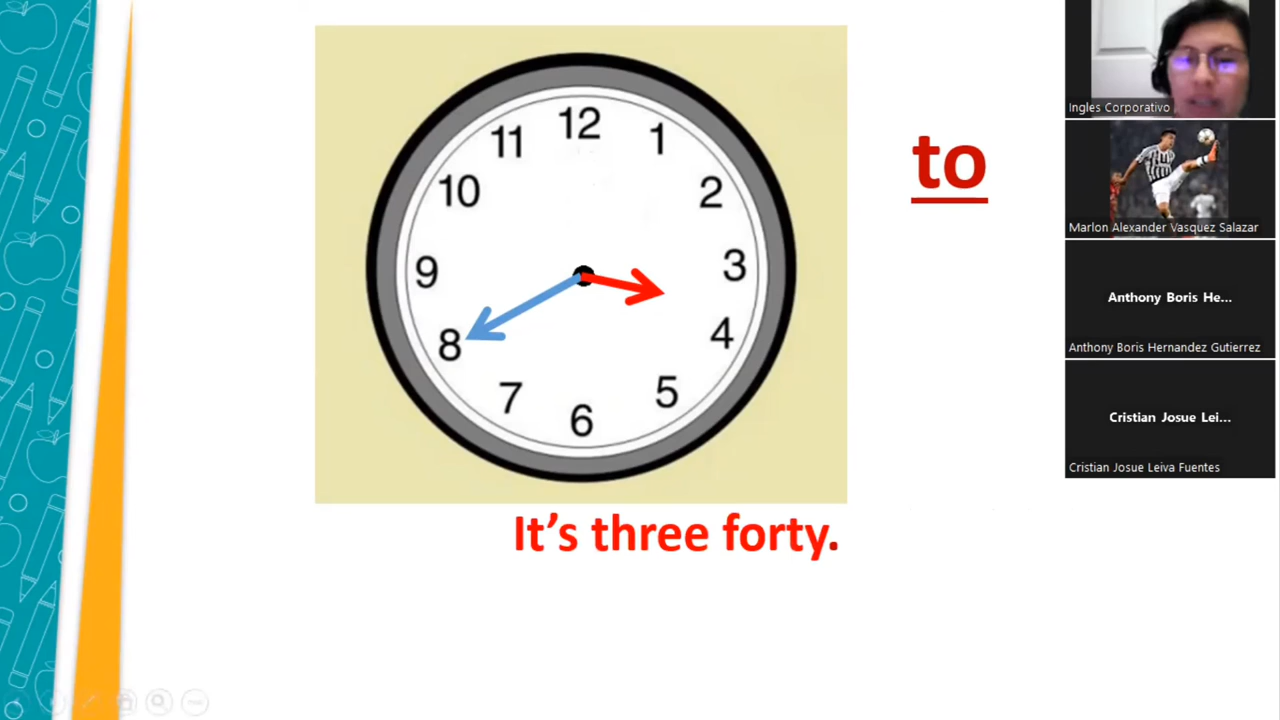 12
11
1
10
2
9
3
8
4
7
5
6
to
It's three forty.
Ingles Corporativo
Marlon Alexander Vasquez Salazar
Anthony Boris He...
Anthony Boris Hernandez Gutierrez
Cristian Josue Lei...
Cristian Josue Leiva Fuentes